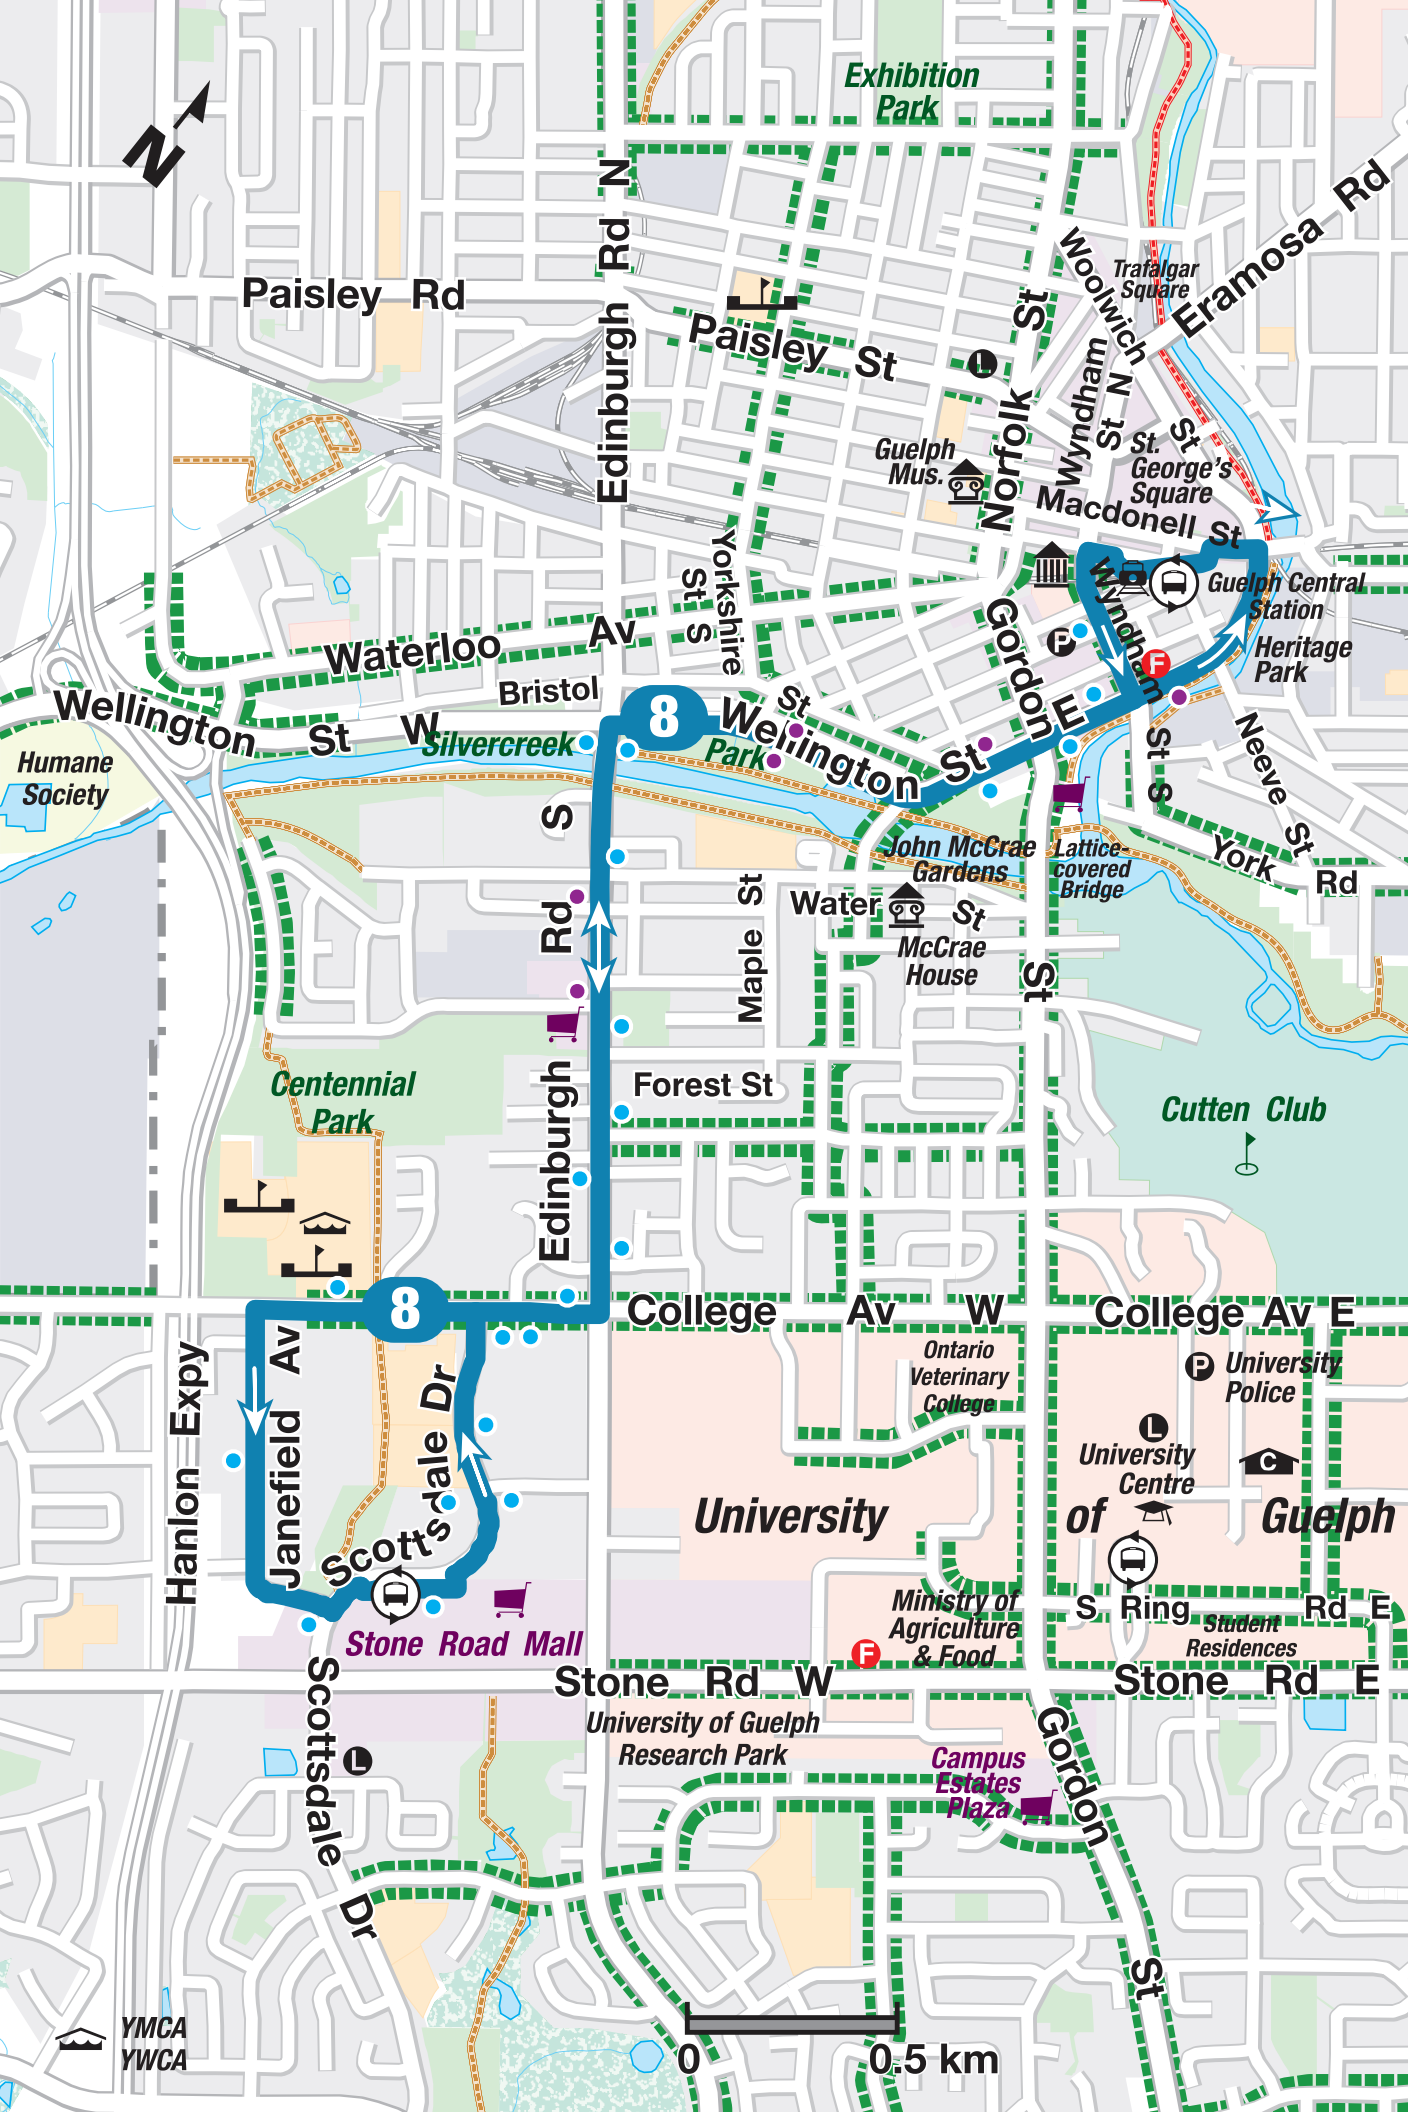 Exhibition
Park
N
Edinburgh Rd N
Eramosa Rd
Woolwich St
Trafalgar
Square
Paisley Rd
Paisley St
L
Norfolk St
Wyndham
St N
St.
George's
Square
Guelph
Mus.
Macdonell St
Yorkshire
St S
Guelph Central
Station
Wyndham
St S
P
F
Heritage
Park
Gordon
St
Waterloo Av
Bristol
St
Wellington St W
8
Wellington St E
Silvercreek
Park
Humane
Society
Neeve St
York Rd
John McCrae
Gardens
Lattice-
covered
Bridge
Water St
McCrae
House
Maple St
Edinburgh Rd S
Forest St
Centennial
Park
Cutten Club
8
College Av W
College Av E
Ontario
Veterinary
College
P
University
Police
Hanlon Expy
Janefield Av
Scottsdale Dr
L
University
Centre
C
University of Guelph
Ministry of
Agriculture
& Food
F
S Ring Rd E
Student
Residences
Stone Road Mall
Stone Rd W
Stone Rd E
University of Guelph
Research Park
Scottsdale Dr
L
Campus
Estates
Plaza
Gordon St
YMCA
YWCA
0 0.5 km